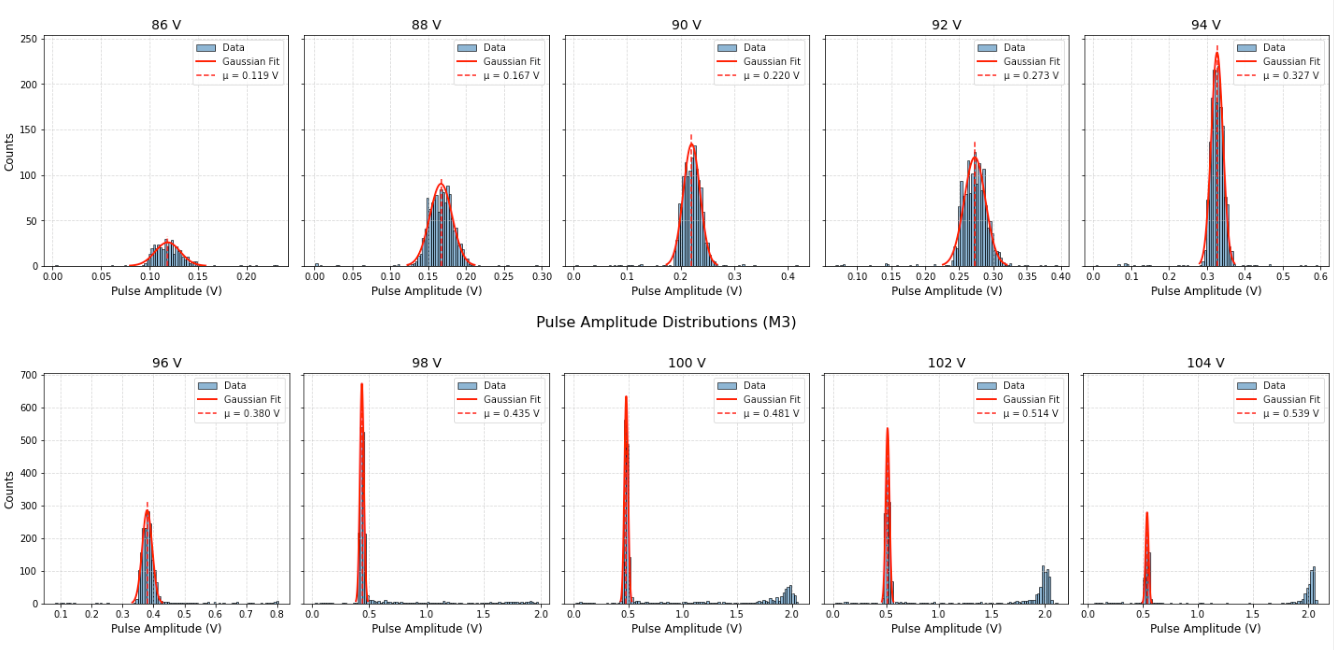 86 V
88 V
90 V
92 V
94 V
250
200
150
100
50
0
Counts
Data
Gaussian Fit
μ = 0.119 V
Data
Gaussian Fit
μ = 0.167 V
Data
Gaussian Fit
μ = 0.220 V
Data
Gaussian Fit
μ = 0.273 V
Data
Gaussian Fit
μ = 0.327 V
0.00 0.05 0.10 0.15 0.20
0.00 0.05 0.10 0.15 0.20 0.25 0.30
0.0 0.1 0.2 0.3 0.4
0.10 0.15 0.20 0.25 0.30 0.35 0.40
0.0 0.1 0.2 0.3 0.4 0.5 0.6
Pulse Amplitude (V)
Pulse Amplitude (V)
Pulse Amplitude (V)
Pulse Amplitude (V)
Pulse Amplitude (V)
Pulse Amplitude Distributions (M3)
96 V
98 V
100 V
102 V
104 V
700
600
500
400
300
200
100
0
Counts
Data
Gaussian Fit
μ = 0.380 V
Data
Gaussian Fit
μ = 0.435 V
Data
Gaussian Fit
μ = 0.481 V
Data
Gaussian Fit
μ = 0.514 V
Data
Gaussian Fit
μ = 0.539 V
0.1 0.2 0.3 0.4 0.5 0.6 0.7 0.8
0.0 0.5 1.0 1.5 2.0
0.0 0.5 1.0 1.5 2.0
0.0 0.5 1.0 1.5 2.0
0.0 0.5 1.0 1.5 2.0
Pulse Amplitude (V)
Pulse Amplitude (V)
Pulse Amplitude (V)
Pulse Amplitude (V)
Pulse Amplitude (V)